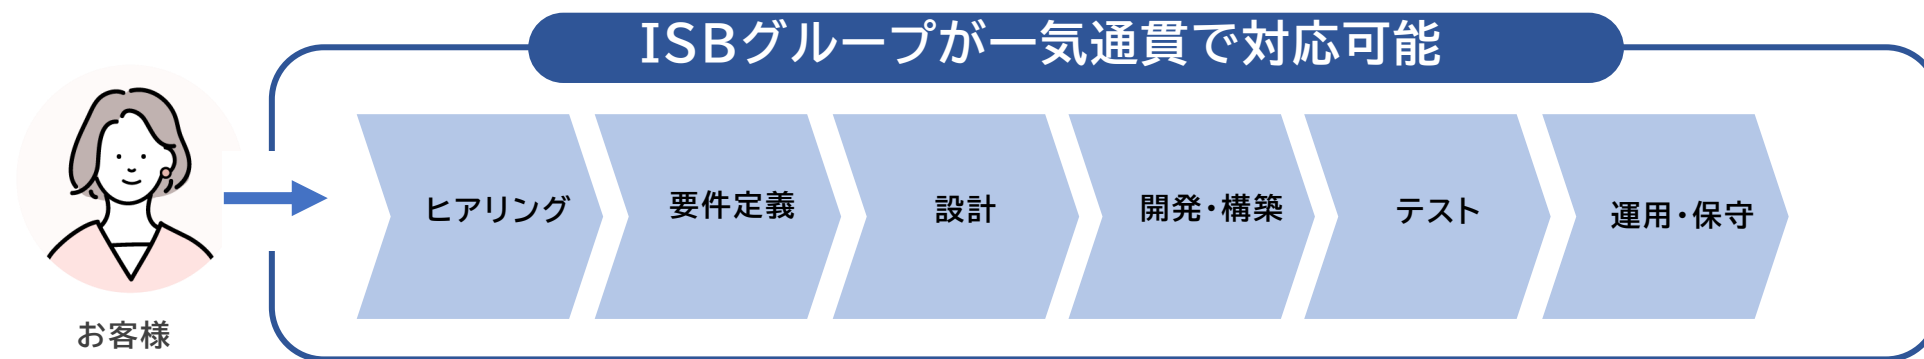 ISBグループが一気通貫で対応可能
ヒアリング
要件定義
設計
開発・構築
テスト
運用・保守
お客様